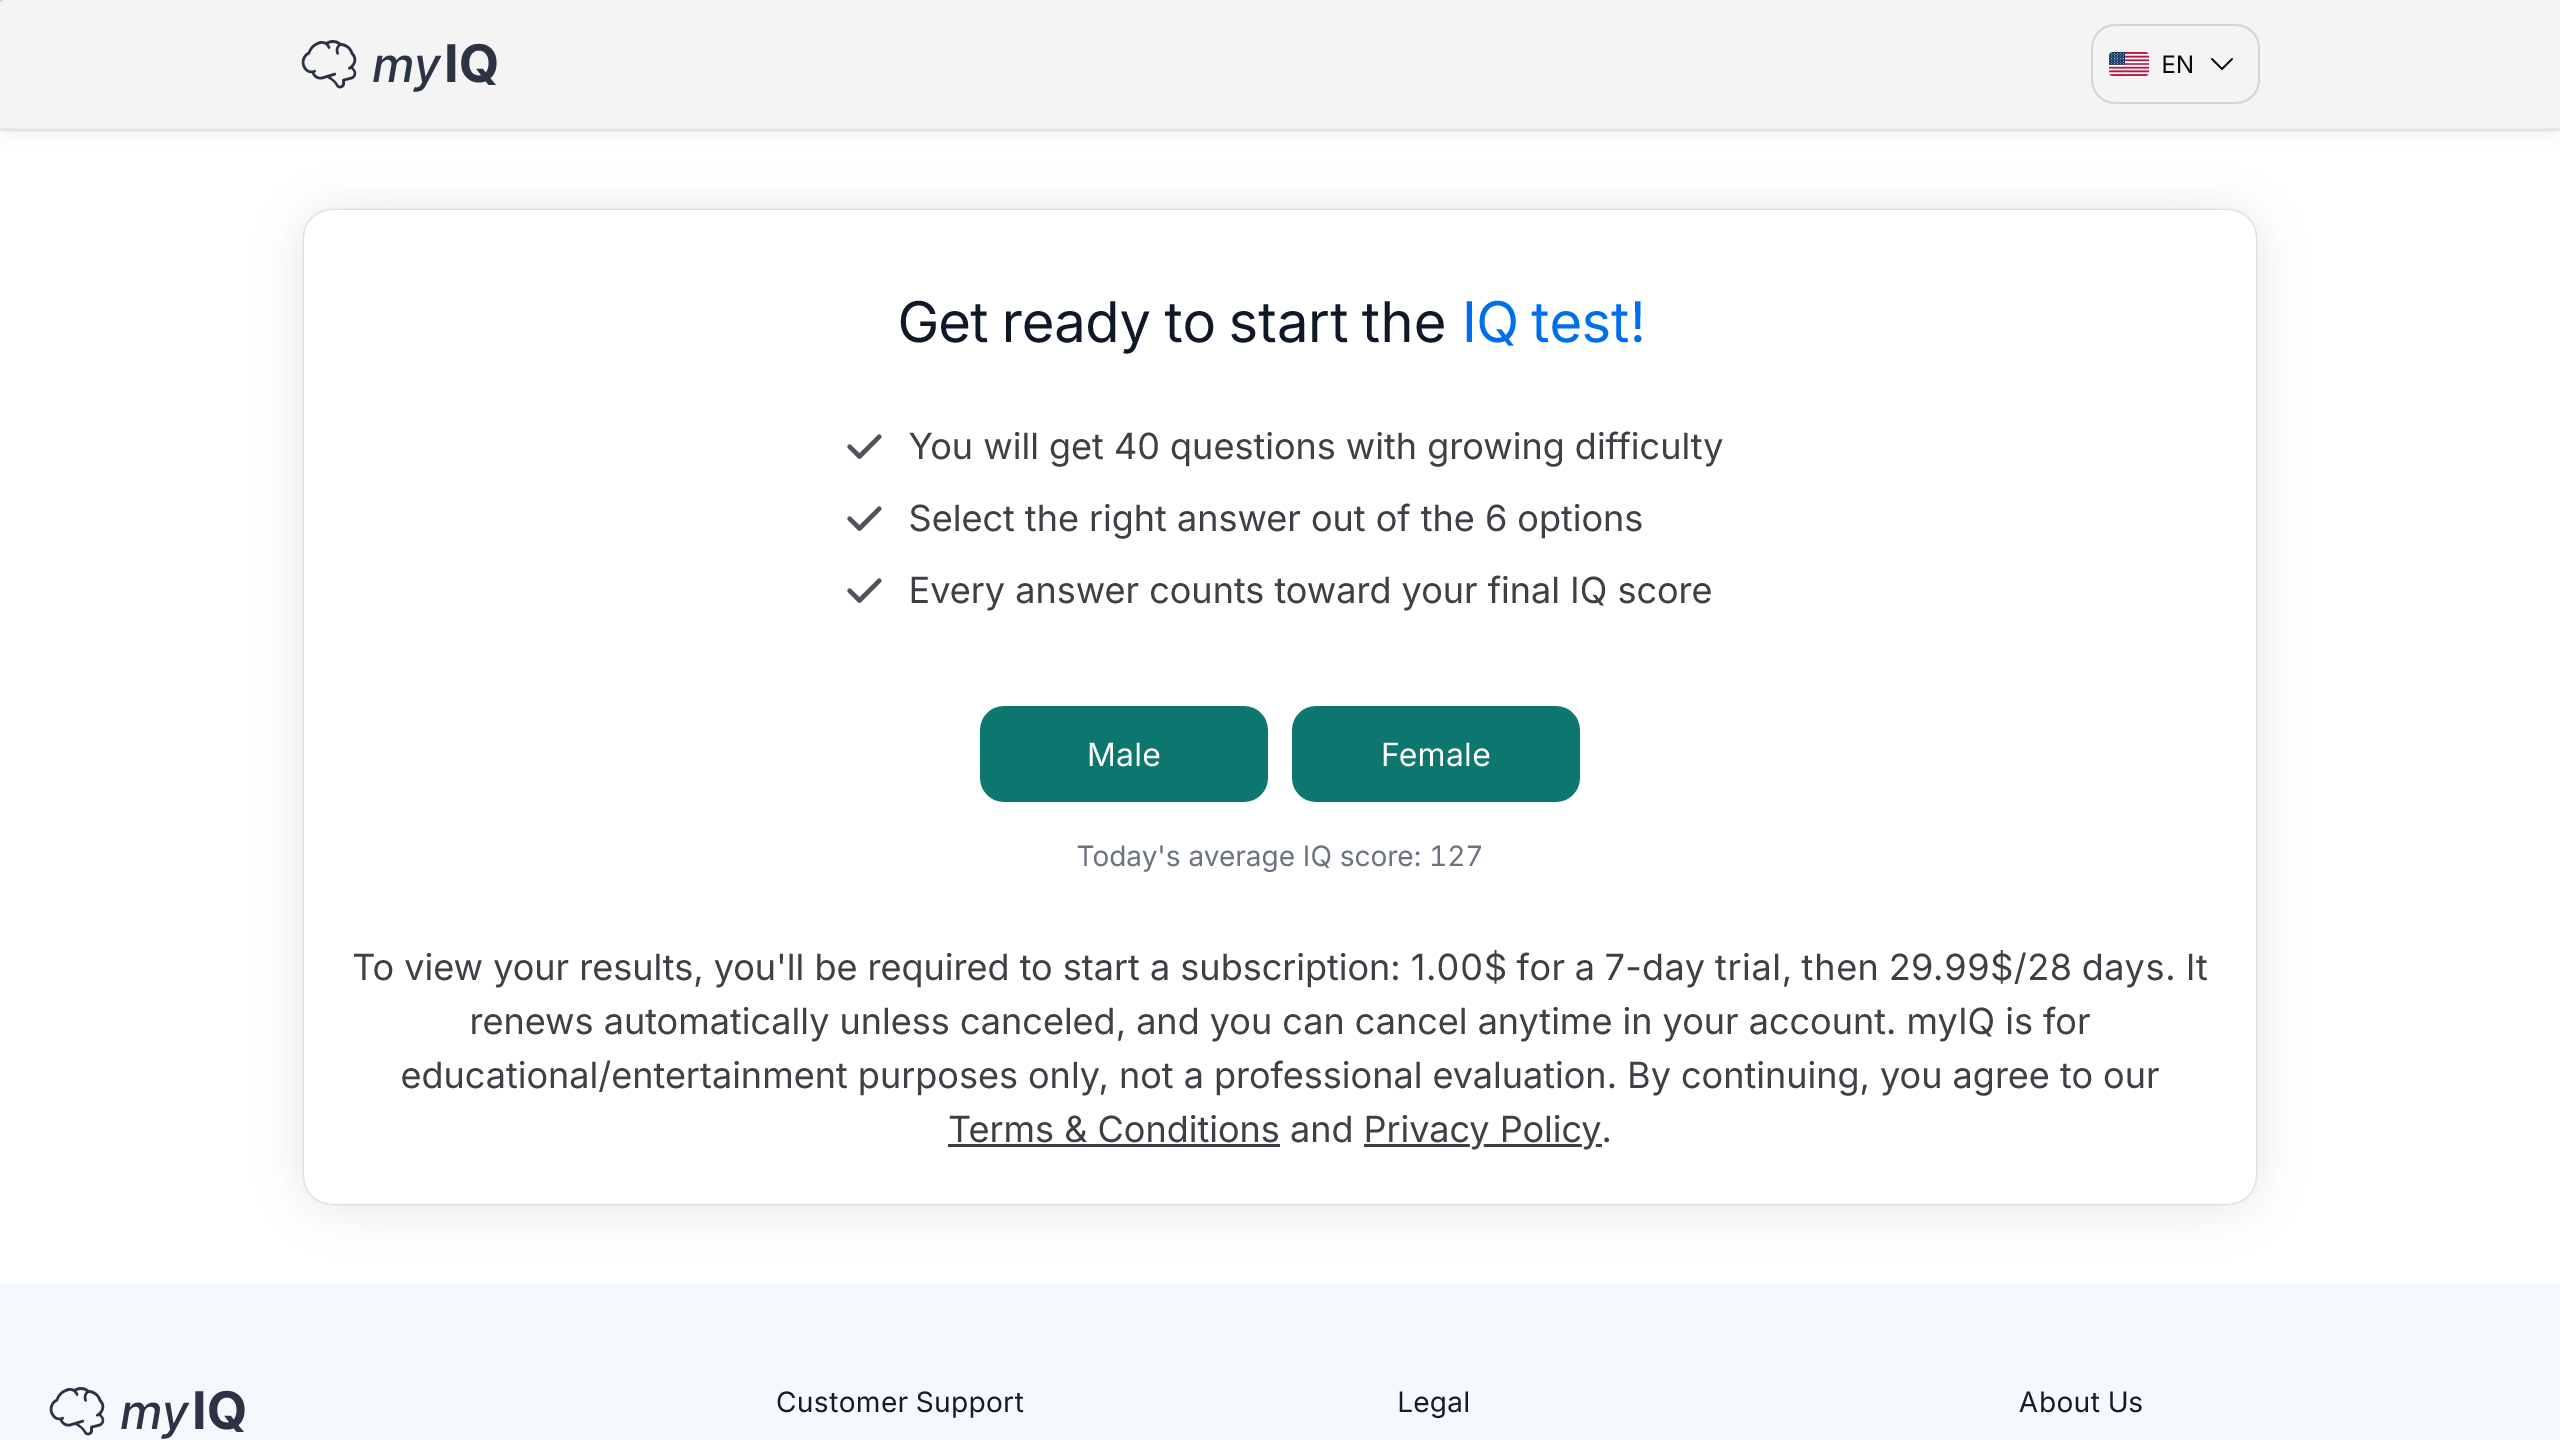 myIQ
EN
Get ready to start the IQ test!
You will get 40 questions with growing difficulty
Select the right answer out of the 6 options
Every answer counts toward your final IQ score
Male
Female
Today's average IQ score: 127
To view your results, you'll be required to start a subscription: 1.00$ for a 7-day trial, then 29.99$/28 days. It
renews automatically unless canceled, and you can cancel anytime in your account. myIQ is for
educational/entertainment purposes only, not a professional evaluation. By continuing, you agree to our
Terms & Conditions and Privacy Policy.
myIQ
Customer Support
Legal
About Us